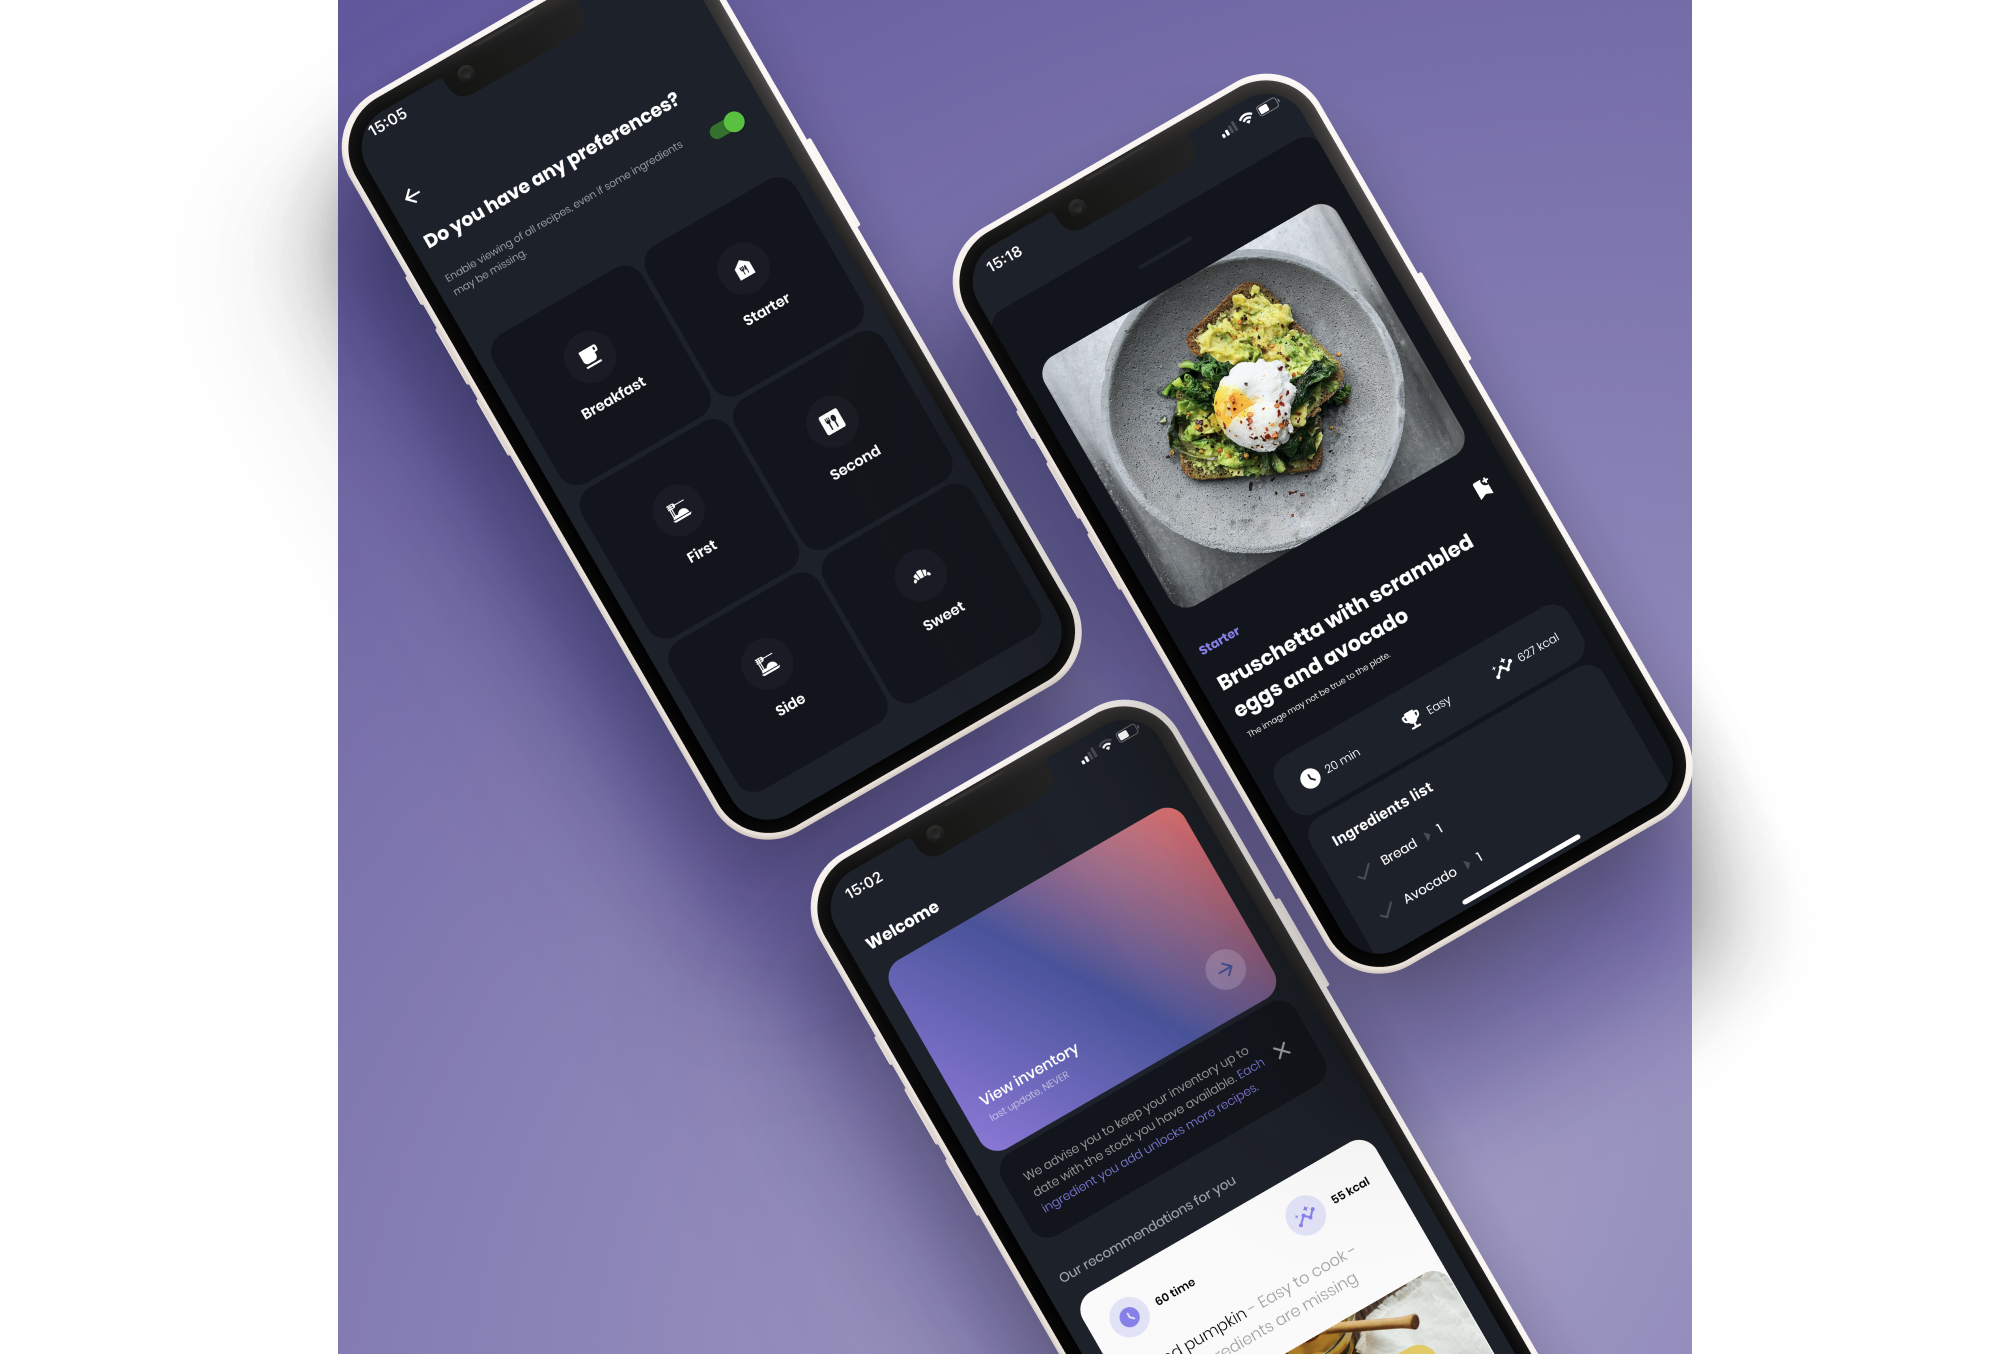 15:05
Do you have any preferences?
Enable viewing of all recipes, even if some ingredients
may be missing.
Breakfast
Starter
First
Second
Side
Sweet
15:18
Starter
Bruschetta with scrambled
eggs and avocado
The image may not be true to the plate.
20 min
Easy
627 kcal
Ingredients list
Bread 1
Avocado 1
15:02
Welcome
View inventory
last update, NEVER
We advise you to keep your inventory up to
date with the stock you have available. Each
ingredient you add unlocks more recipes.
Our recommendations for you
60 time
55 kcal
pumpkin - Easy to cook -
are missing